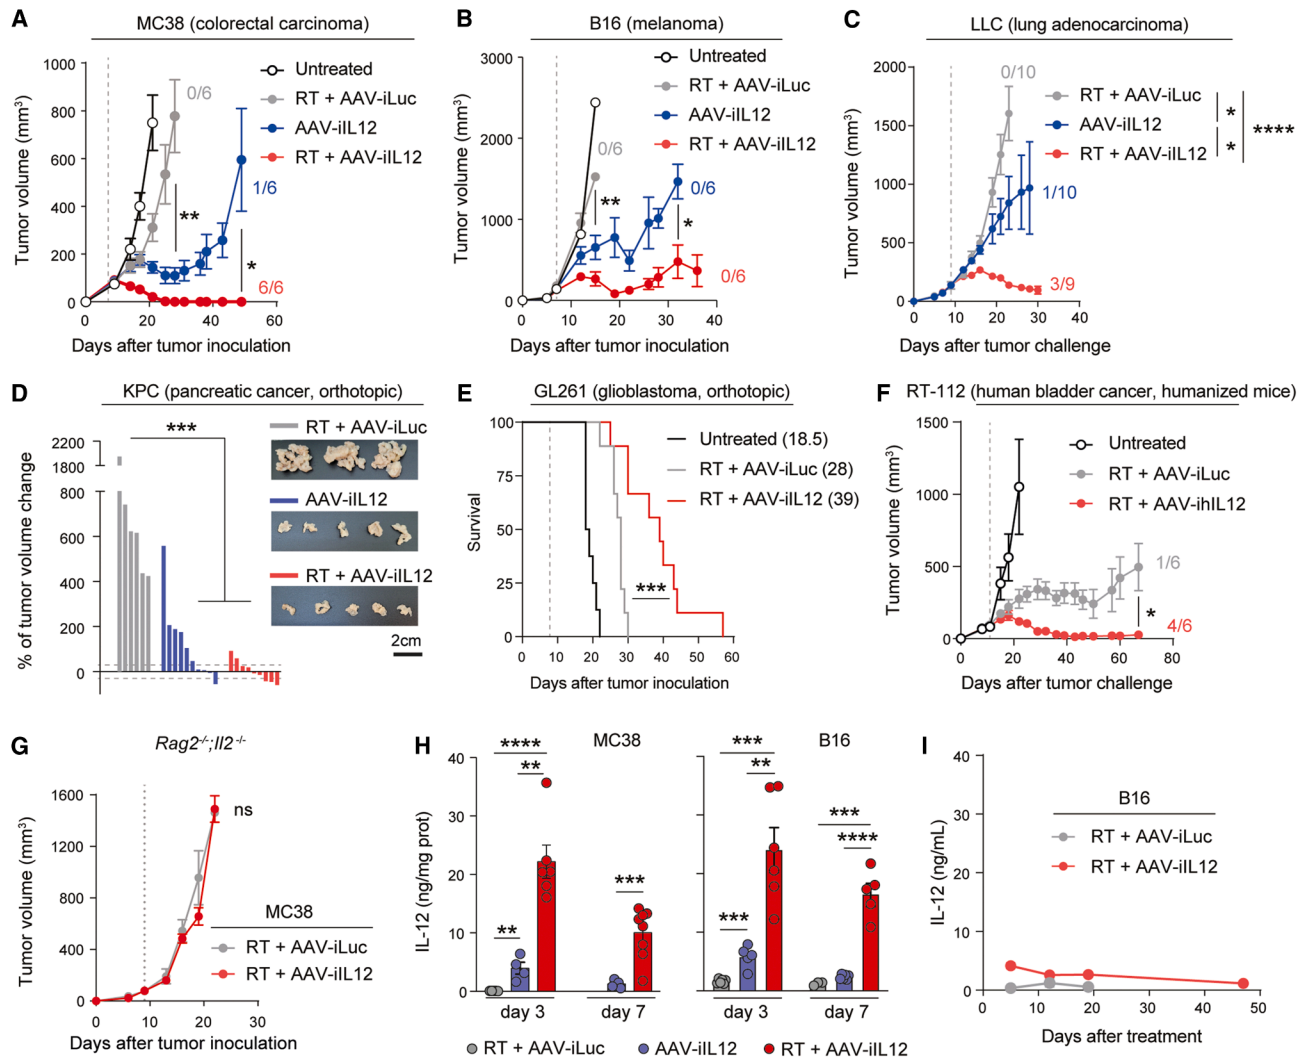 A
MC38 (colorectal carcinoma)
Tumor volume (mm³)
1000
800
600
400
200
0
0 20 40 60
Days after tumor inoculation
Untreated
RT + AAV-iLuc
AAV-iIL12
RT + AAV-iIL12
0/6
1/6
6/6
**
*
B
B16 (melanoma)
Tumor volume (mm³)
3000
2000
1000
0
0 10 20 30 40
Days after tumor inoculation
Untreated
RT + AAV-iLuc
AAV-iIL12
RT + AAV-iIL12
0/6
0/6
0/6
**
*
C
LLC (lung adenocarcinoma)
Tumor volume (mm³)
2000
1500
1000
500
0
0 10 20 30 40
Days after tumor challenge
0/10
RT + AAV-iLuc
AAV-iIL12
RT + AAV-iIL12
*
*
****
1/10
3/9
D
KPC (pancreatic cancer, orthotopic)
% of tumor volume change
2200
1800
800
600
400
200
0
***
RT + AAV-iLuc
AAV-iIL12
RT + AAV-iIL12
2cm
E
GL261 (glioblastoma, orthotopic)
Survival
100
75
50
25
0
0 10 20 30 40 50 60
Days after tumor inoculation
Untreated (18.5)
RT + AAV-iLuc (28)
RT + AAV-iIL12 (39)
***
F
RT-112 (human bladder cancer, humanized mice)
Tumor volume (mm³)
1500
1000
500
0
0 20 40 60 80
Days after tumor challenge
Untreated
RT + AAV-iLuc
RT + AAV-ihIL12
1/6
*
4/6
G
Rag2-/-;Il2-/-
Tumor volume (mm³)
1600
1200
800
400
0
0 10 20 30
Days after tumor inoculation
ns
MC38
RT + AAV-iLuc
RT + AAV-iIL12
H
MC38
IL-12 (ng/mg prot)
40
30
20
10
0
****
**
**
***
day 3 day 7
B16
***
**
***
***
****
day 3 day 7
RT + AAV-iLuc AAV-iIL12 RT + AAV-iIL12
I
B16
RT + AAV-iLuc
RT + AAV-iIL12
IL-12 (ng/mL)
40
30
20
10
0
0 10 20 30 40 50
Days after treatment